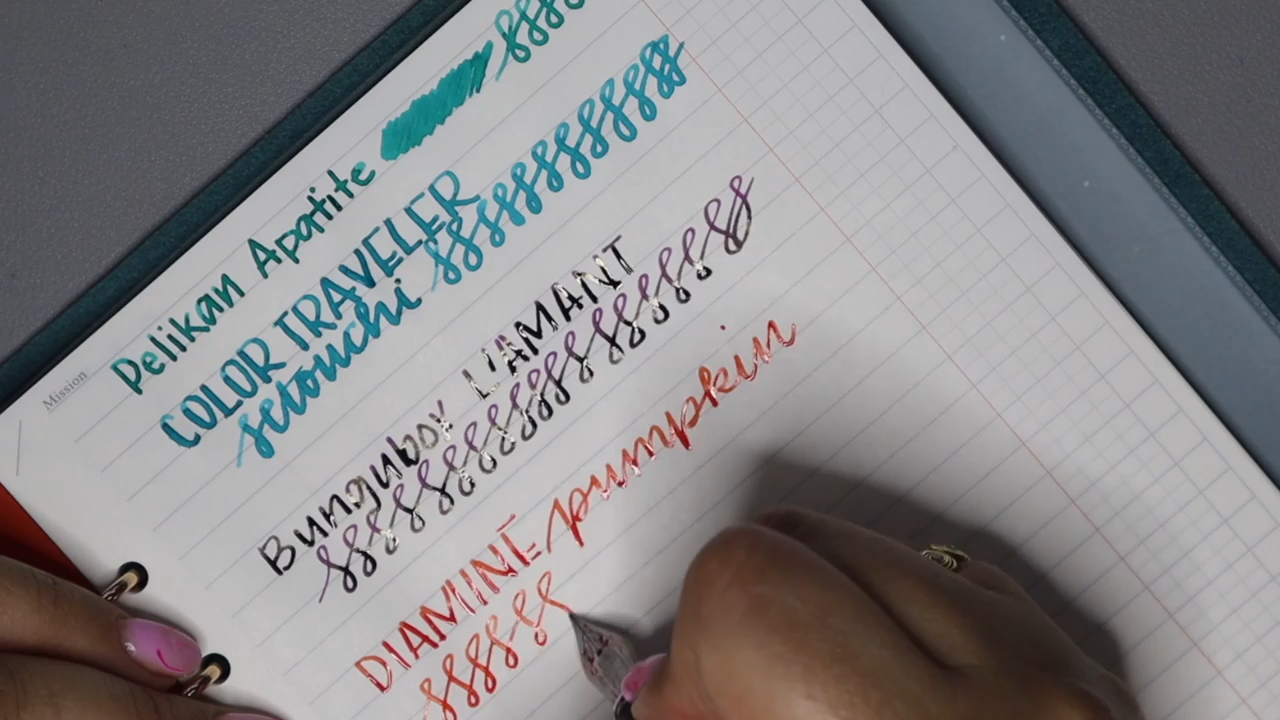 Mission
Pelikan Apatite
COLOR TRAVELER
setouchi
Bungubox L'AMANT
DIAMINE pumpkin